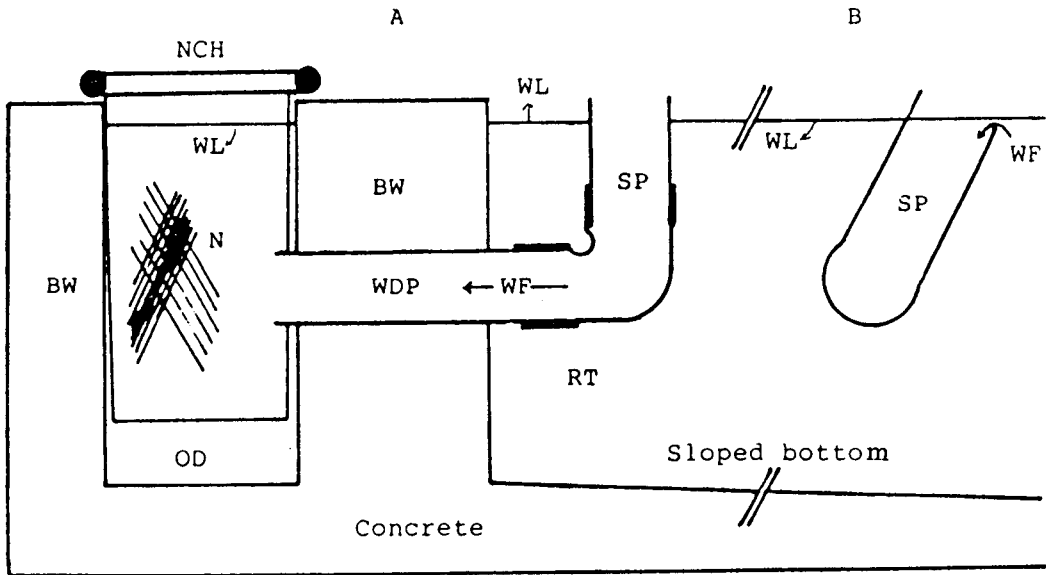 A
B
NCH
WL
WL
WL
WF
SP
BW
SP
N
BW
WDP
WF
RT
OD
Sloped bottom
Concrete